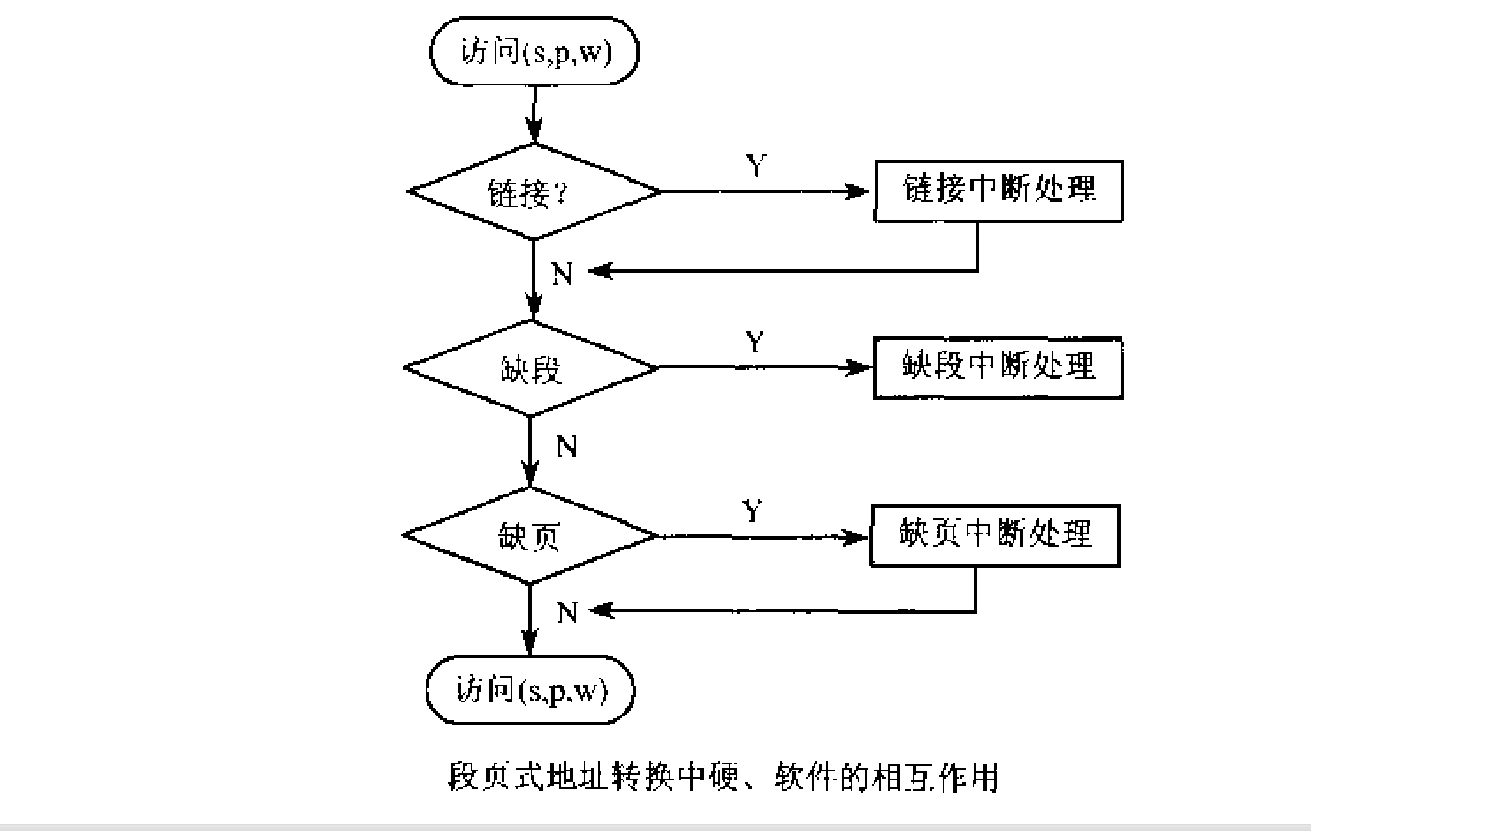 访问(s,p,w)
链接?
Y
链接中断处理
N
缺段
Y
缺段中断处理
N
缺页
Y
缺页中断处理
N
访问(s,p,w)
段页式地址转换中硬、软件的相互作用